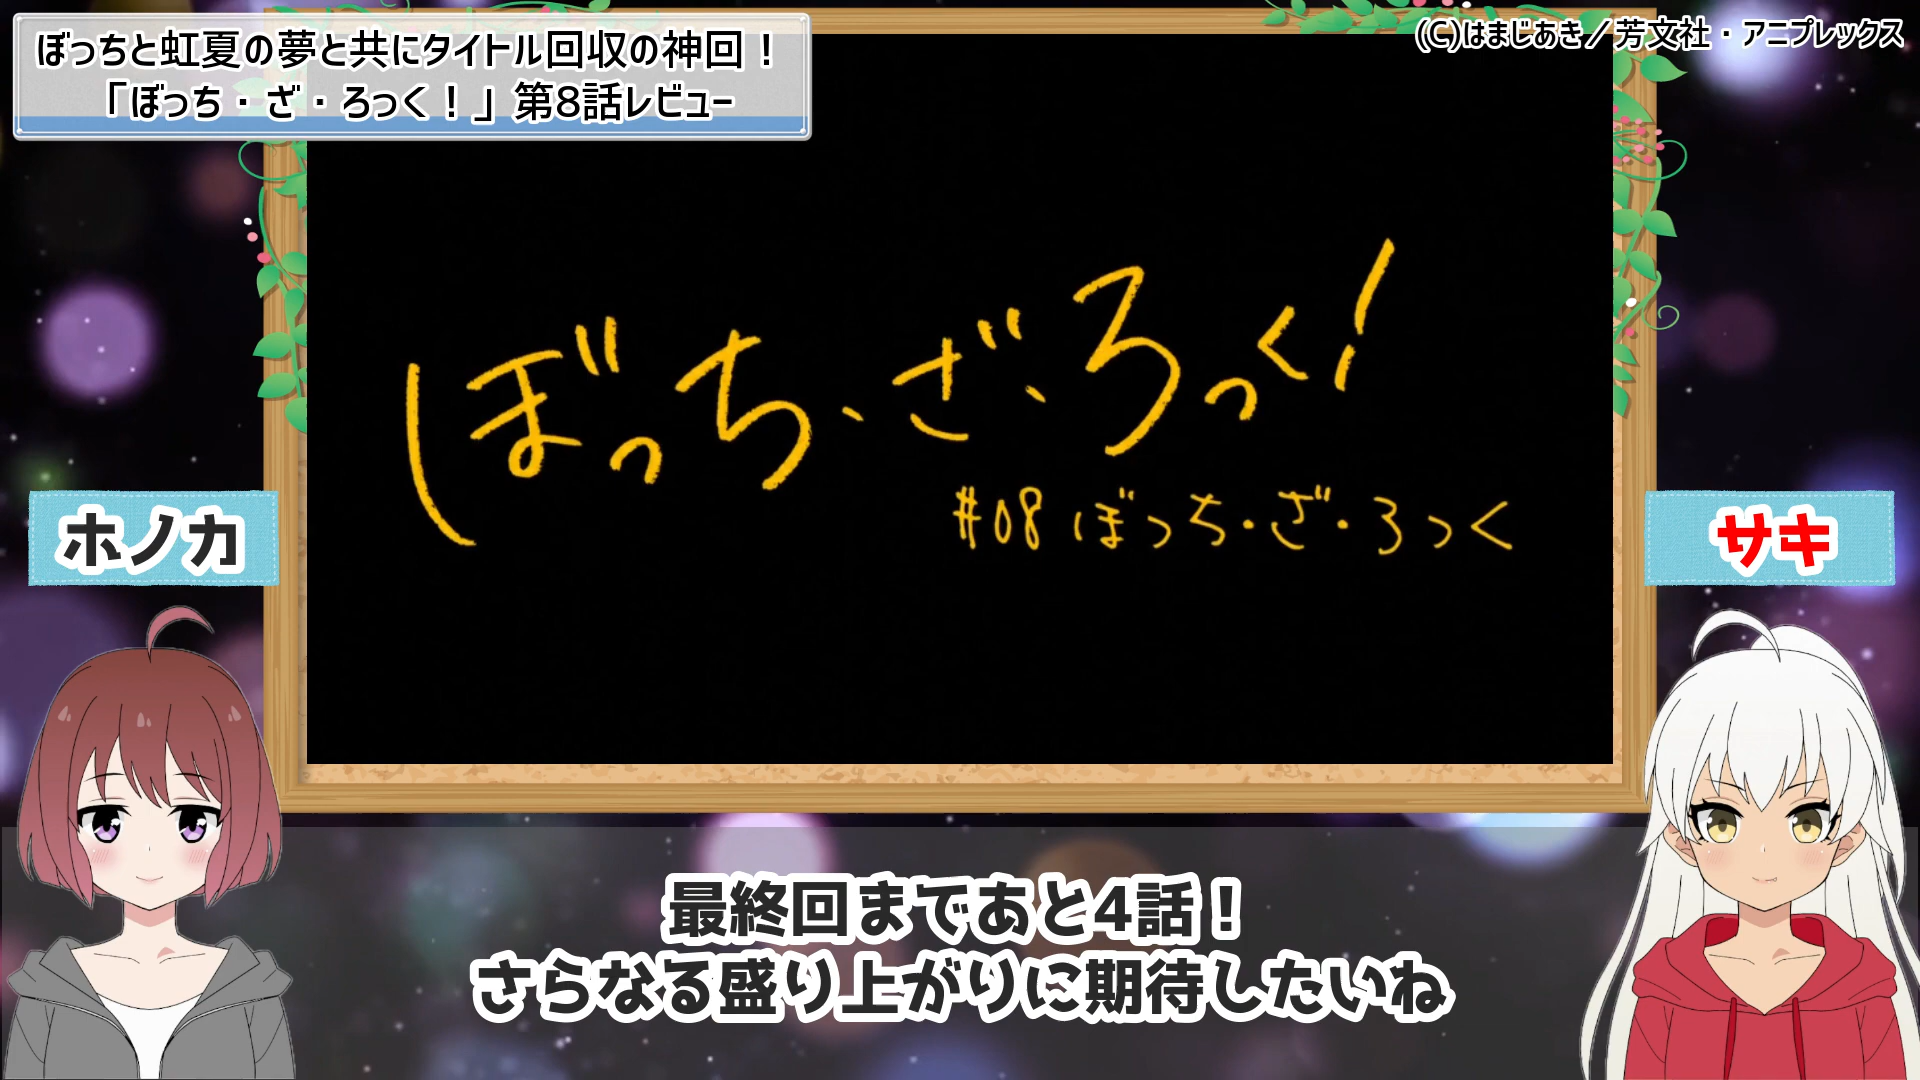 ぼっちと虹夏の夢と共にタイトル回収の神回！
「ぼっち・ざ・ろっく！」第8話レビュー
(C)はまじあき／芳文社・アニプレックス
ぼっち、ざ、ろっく！
#08 ぼっち・ざ・ろっく
ホノカ
サキ
最終回まであと4話！
さらなる盛り上がりに期待したいね